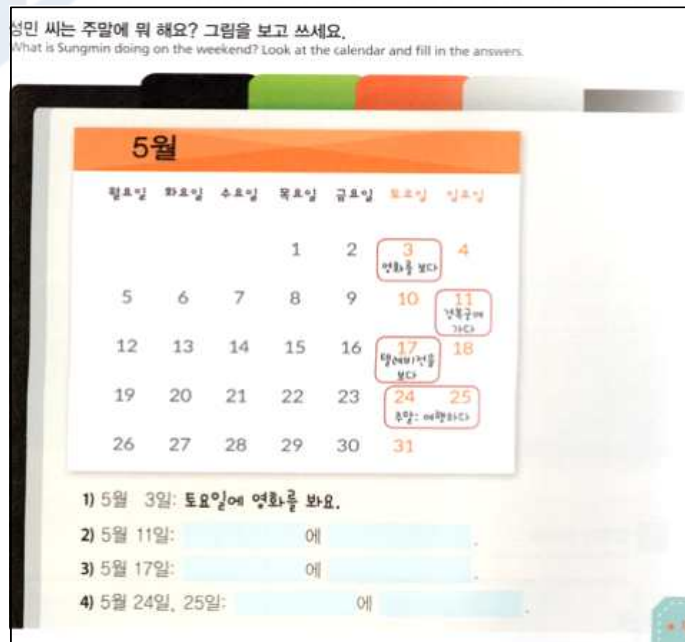 성민 씨는 주말에 뭐 해요? 그림을 보고 쓰세요.
What is Sungmin doing on the weekend? Look at the calendar and fill in the answers.
5월
월요일 화요일 수요일 목요일 금요일 토요일 일요일
1 2 3 4
영화를 보다
5 6 7 8 9 10 11
경복궁에
가다
12 13 14 15 16 17 18
텔레비전을
보다
19 20 21 22 23 24 25
주말: 여행하다
26 27 28 29 30 31
1) 5월 3일: 토요일에 영화를 봐요.
2) 5월 11일: 에 .
3) 5월 17일: 에 .
4) 5월 24일, 25일: 에 .